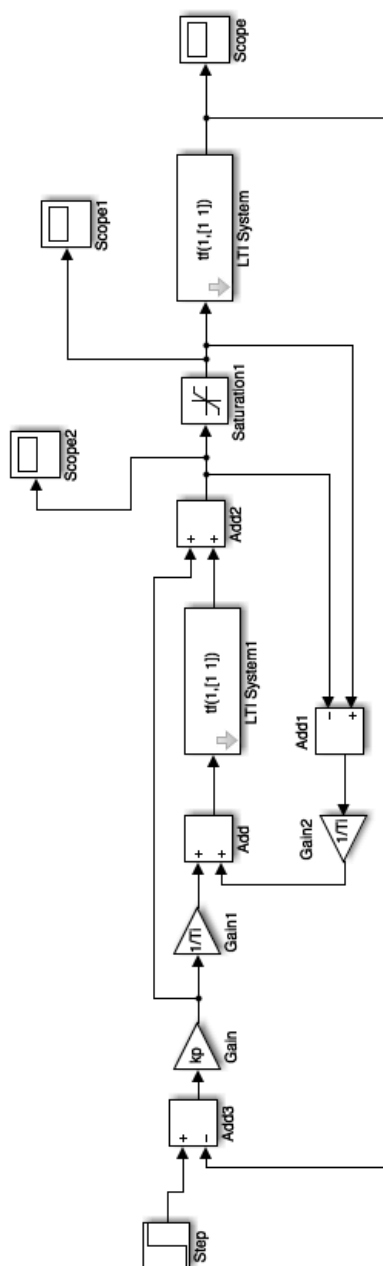 Step
+
−
Add3
kp
Gain
1/Ti
Gain1
+
+
Add
tf(1,[1 1])
LTI System1
+
+
Add2
Scope2
Saturation1
Scope1
tf(1,[1 1])
LTI System
Scope
1/Ti
Gain2
−
+
Add1